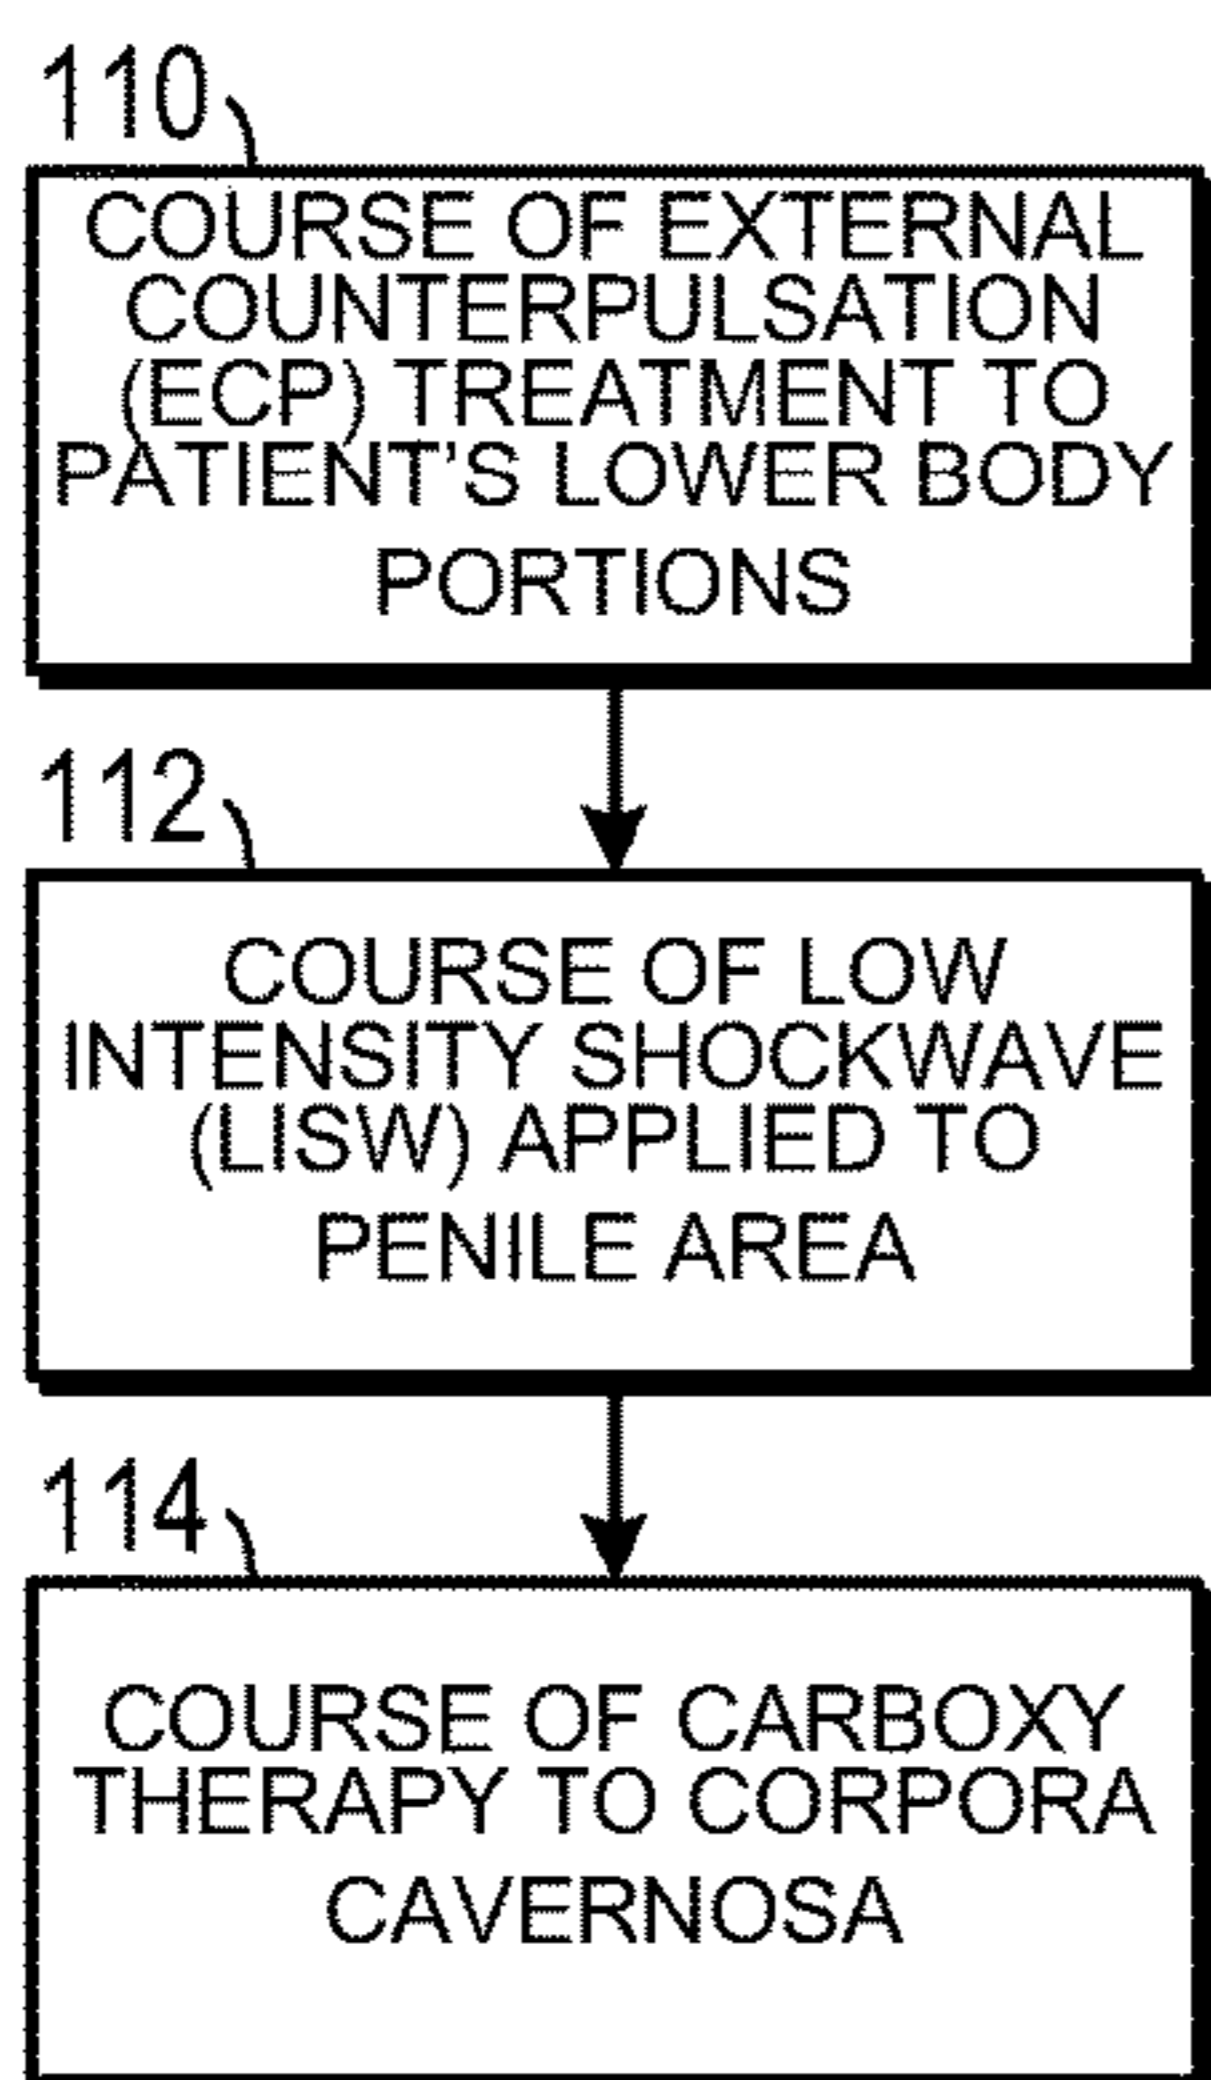 110
COURSE OF EXTERNAL
COUNTERPULSATION
(ECP) TREATMENT TO
PATIENT'S LOWER BODY
PORTIONS
112
COURSE OF LOW
INTENSITY SHOCKWAVE
(LISW) APPLIED TO
PENILE AREA
114
COURSE OF CARBOXY
THERAPY TO CORPORA
CAVERNOSA